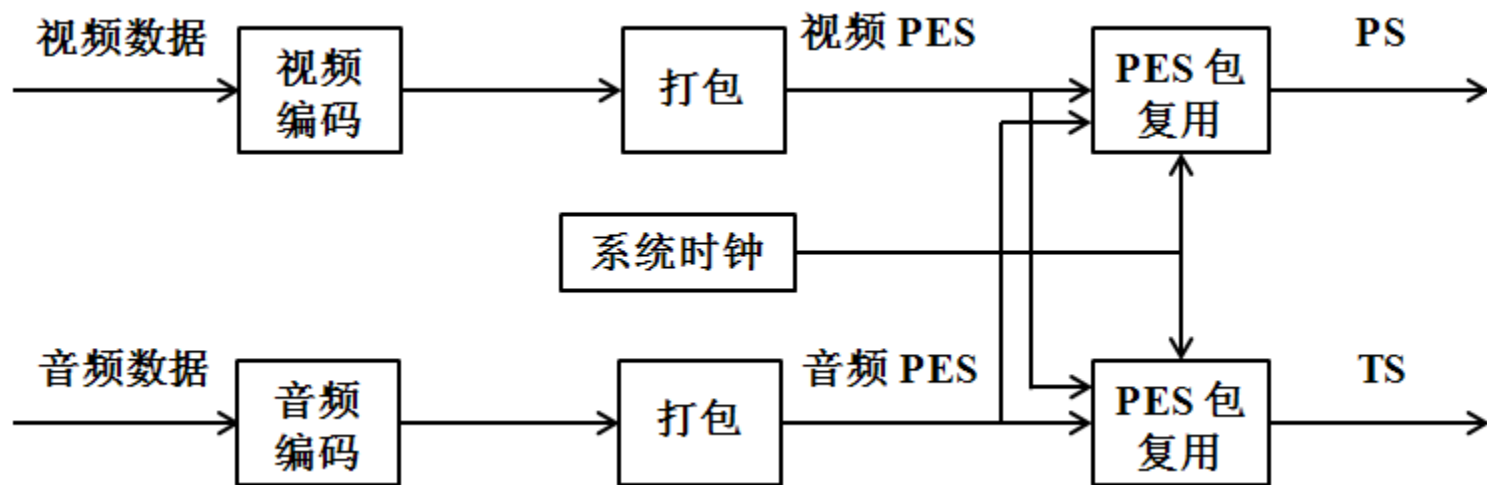 视频数据
视频
编码
打包
视频 PES
PES 包
复用
PS
系统时钟
音频数据
音频
编码
打包
音频 PES
PES 包
复用
TS